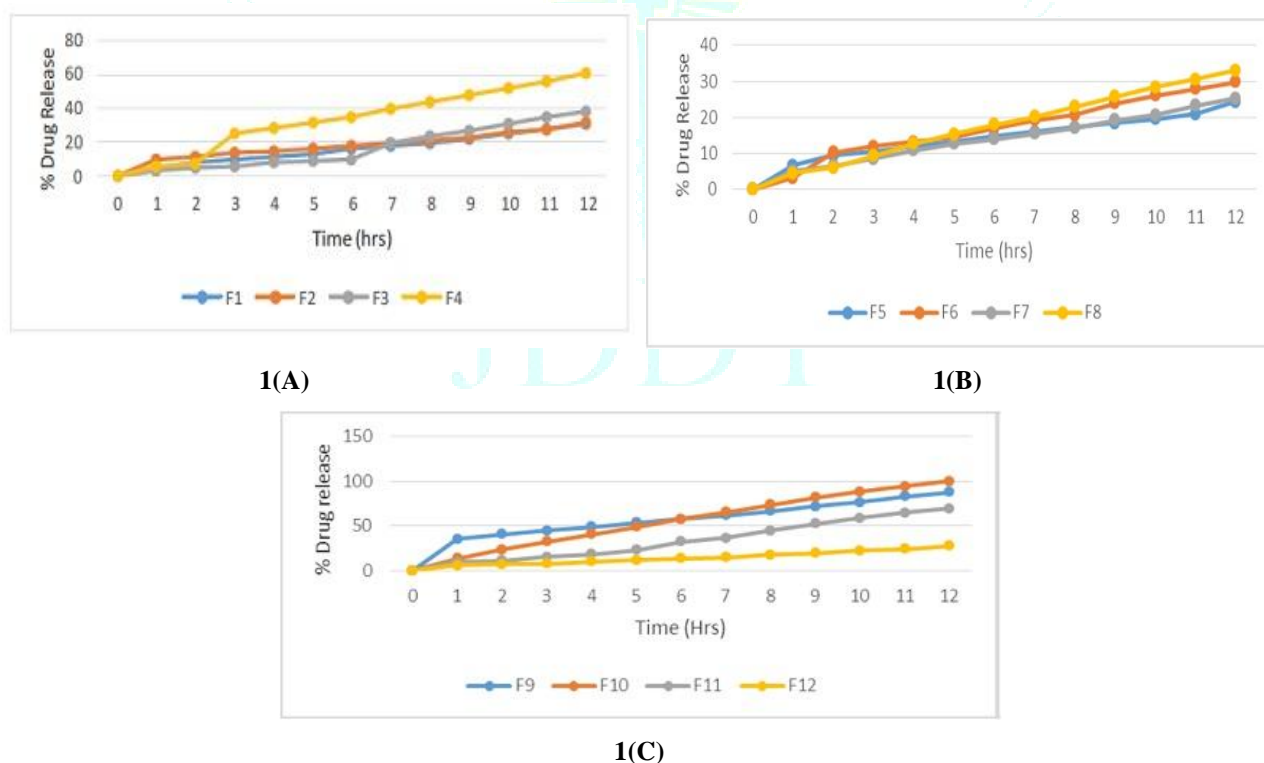 % Drug Release
80
60
40
20
0
0 1 2 3 4 5 6 7 8 9 10 11 12
Time (hrs)
F1 F2 F3 F4
1(A)
% Drug Release
40
30
20
10
0
0 1 2 3 4 5 6 7 8 9 10 11 12
Time (hrs)
F5 F6 F7 F8
1(B)
JDDT
% Drug release
150
100
50
0
0 1 2 3 4 5 6 7 8 9 10 11 12
Time (Hrs)
F9 F10 F11 F12
1(C)